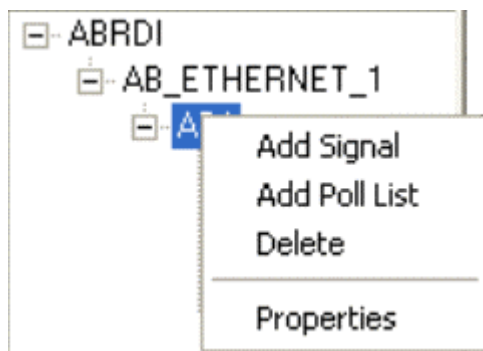 ABRDI
AB_ETHERNET_1
Add Signal
Add Poll List
Delete
Properties